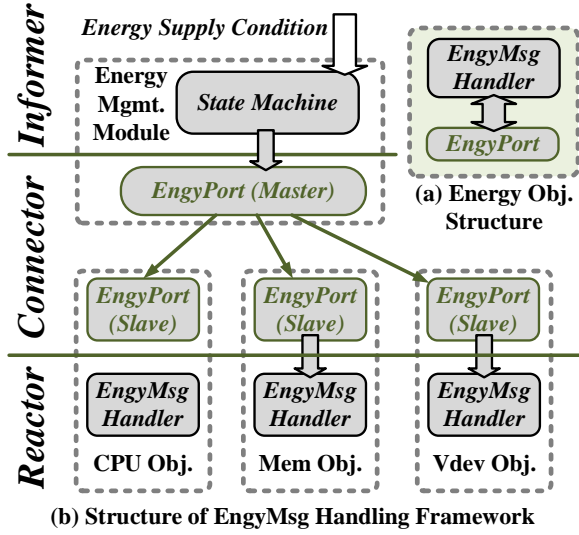 Energy Supply Condition
Informer
Energy
Mgmt.
Module
State Machine
EngyMsg
Handler
EngyPort
(a) Energy Obj.
Structure
Connector
EngyPort (Master)
EngyPort
(Slave)
EngyPort
(Slave)
EngyPort
(Slave)
Reactor
EngyMsg
Handler
CPU Obj.
EngyMsg
Handler
Mem Obj.
EngyMsg
Handler
Vdev Obj.
(b) Structure of EngyMsg Handling Framework